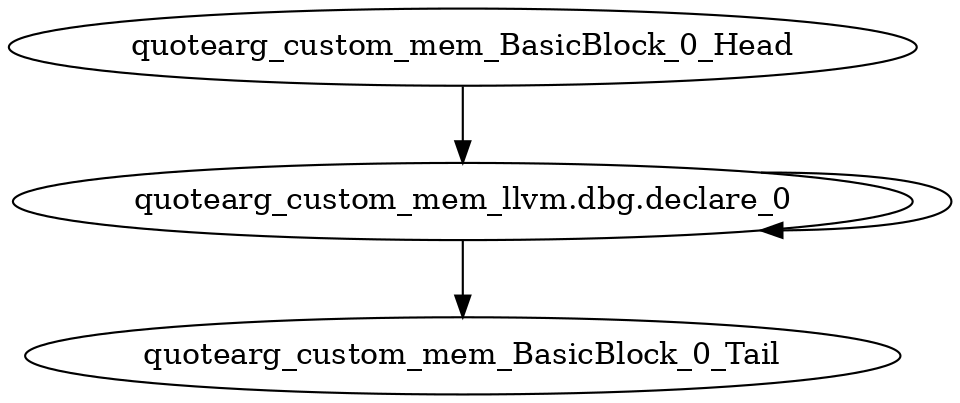 quotearg_custom_mem_BasicBlock_0_Head
quotearg_custom_mem_llvm.dbg.declare_0
quotearg_custom_mem_BasicBlock_0_Tail